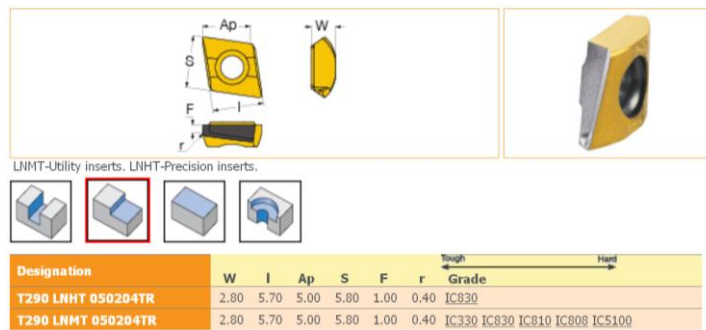 Ap
W
S
F
l
r
LNMT-Utility inserts. LNHT-Precision inserts.
Tough Hard
Designation W l Ap S F r Grade
T290 LNHT 050204TR 2.80 5.70 5.00 5.80 1.00 0.40 IC830
T290 LNMT 050204TR 2.80 5.70 5.00 5.80 1.00 0.40 IC330 IC830 IC810 IC808 IC5100